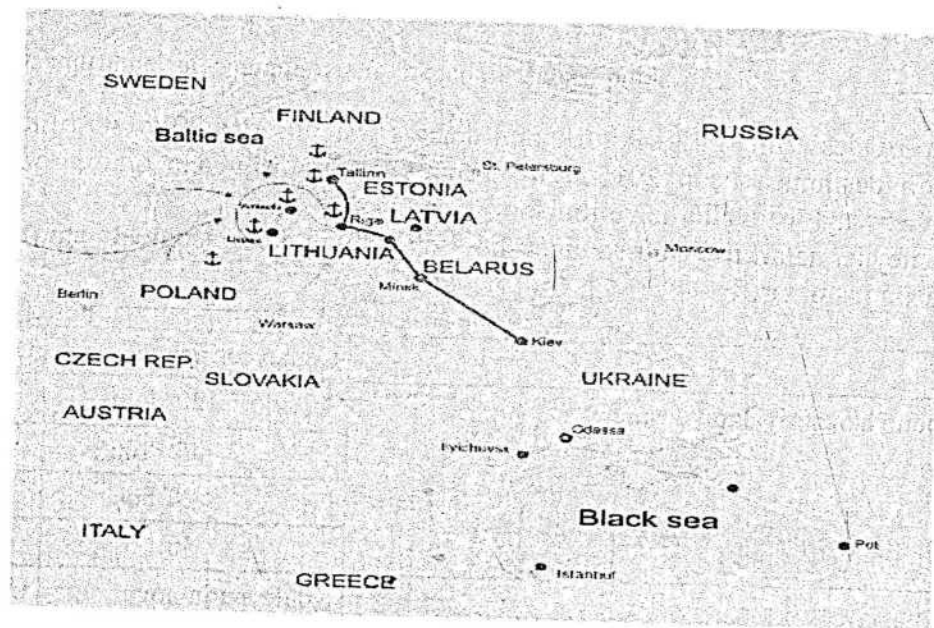 SWEDEN
FINLAND
Baltic sea
RUSSIA
St. Petersburg
Tallinn
ESTONIA
Riga
LATVIA
LITHUANIA
Moscow
BELARUS
Minsk
Berlin
POLAND
Warsaw
Kiev
CZECH REP.
SLOVAKIA
UKRAINE
AUSTRIA
Odessa
Black sea
ITALY
Pot
Istanbul
GREECE